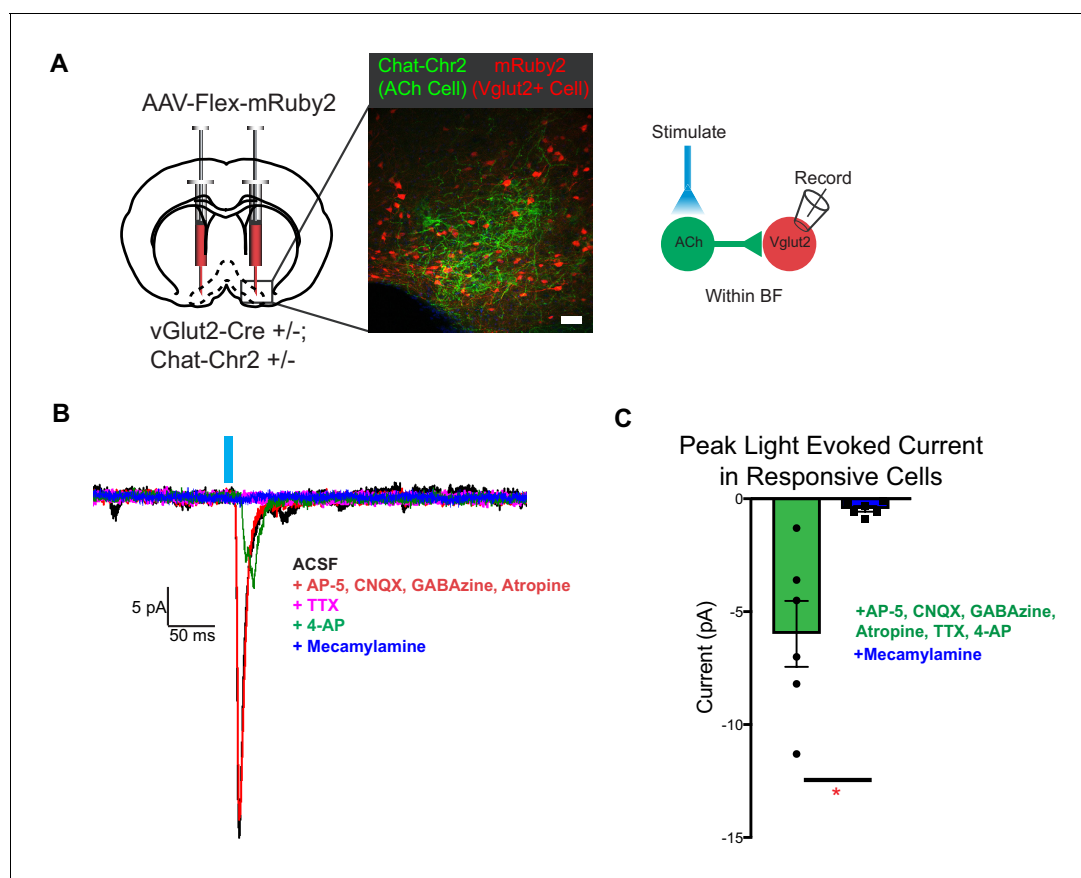 A
AAV-Flex-mRuby2
vGlut2-Cre +/-;
Chat-Chr2 +/-
Chat-Chr2 mRuby2
(ACh Cell) (Vglut2+ Cell)
Stimulate
Record
ACh
Vglut2
Within BF
B
5 pA
50 ms
ACSF
+ AP-5, CNQX, GABAzine, Atropine
+ TTX
+ 4-AP
+ Mecamylamine
C
Peak Light Evoked Current
in Responsive Cells
Current (pA)
0
-5
-10
-15
+AP-5, CNQX, GABAzine,
Atropine, TTX, 4-AP
+Mecamylamine
*